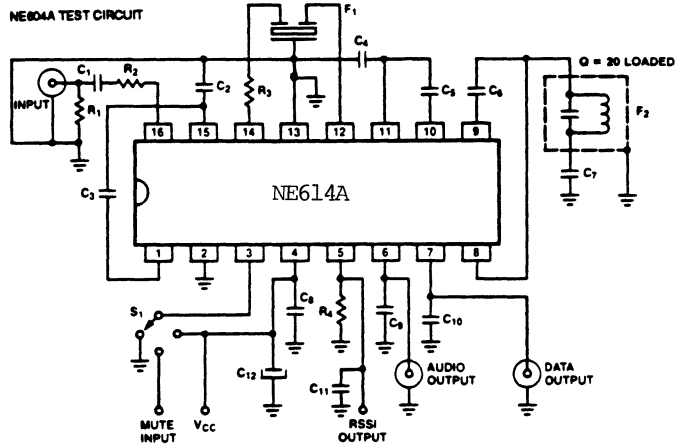 NE604A TEST CIRCUIT
F1
C4
Q = 20 LOADED
C1
R2
C2
R3
C5
C6
F2
INPUT
R1
C7
16
15
14
13
12
11
10
9
C3
NE614A
1
2
3
4
5
6
7
8
S1
C8
R4
C9
C10
C12
C11
AUDIO
OUTPUT
DATA
OUTPUT
MUTE
INPUT
VCC
RSSI
OUTPUT